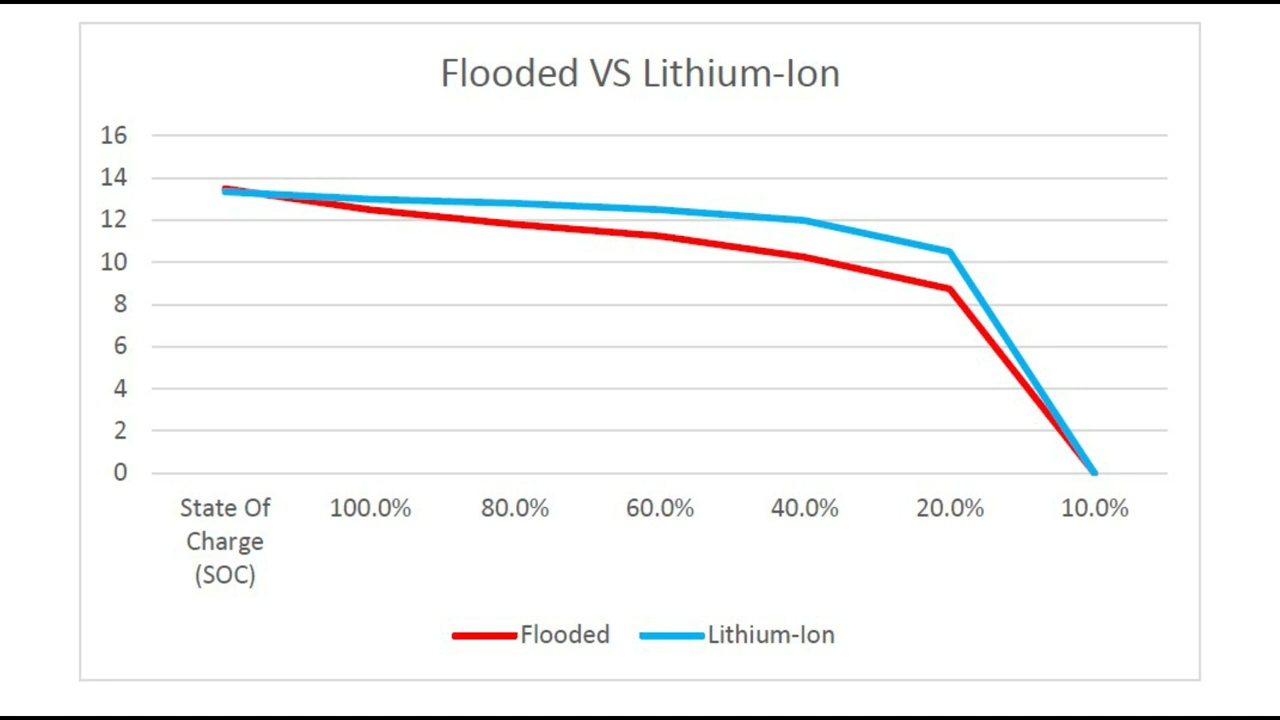 Flooded VS Lithium-Ion
16
14
12
10
8
6
4
2
0
State Of
Charge
(SOC)
100.0%
80.0%
60.0%
40.0%
20.0%
10.0%
Flooded
Lithium-Ion